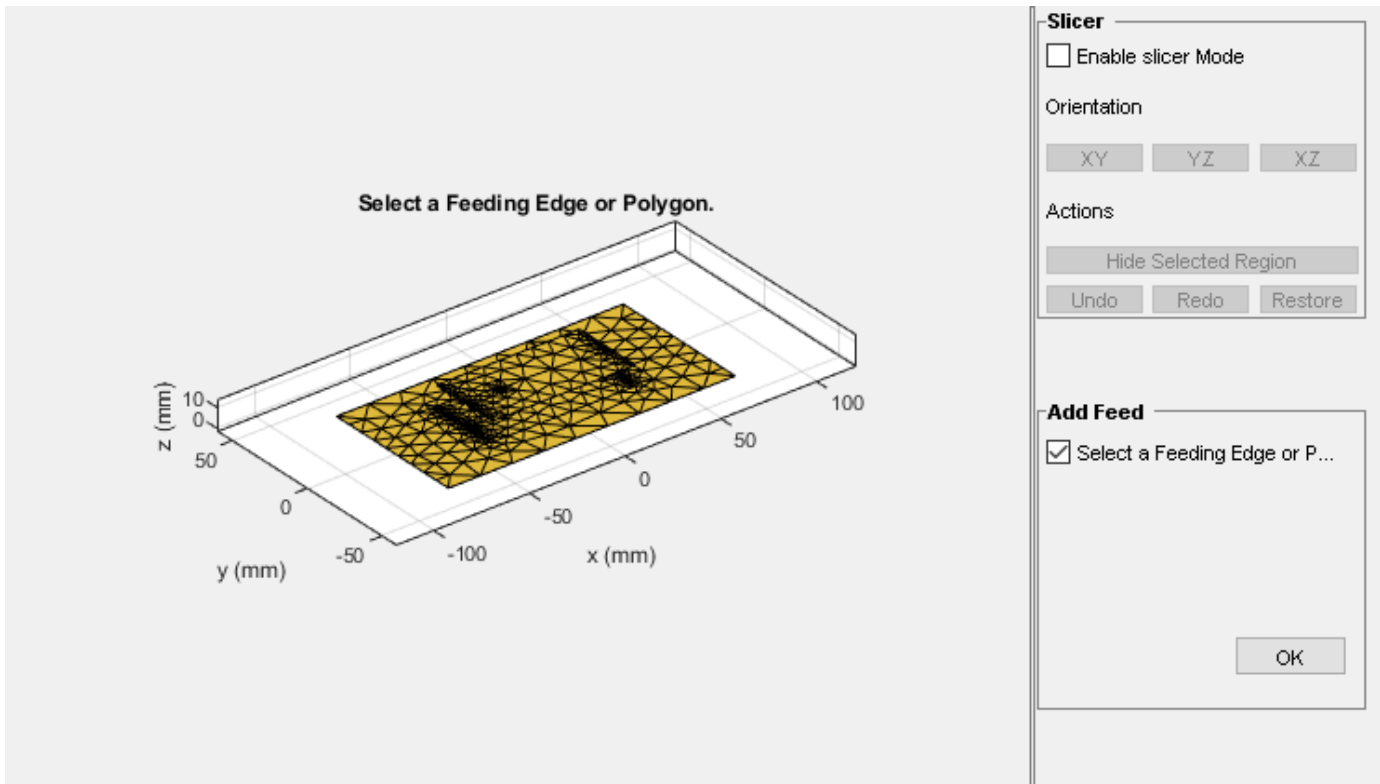 Slicer
Enable slicer Mode
Orientation
XY YZ XZ
Actions
Hide Selected Region
Undo Redo Restore
Select a Feeding Edge or Polygon.
z (mm)
10
0
50
0
-50
y (mm)
-100
-50
0
50
100
x (mm)
Add Feed
Select a Feeding Edge or P...
OK